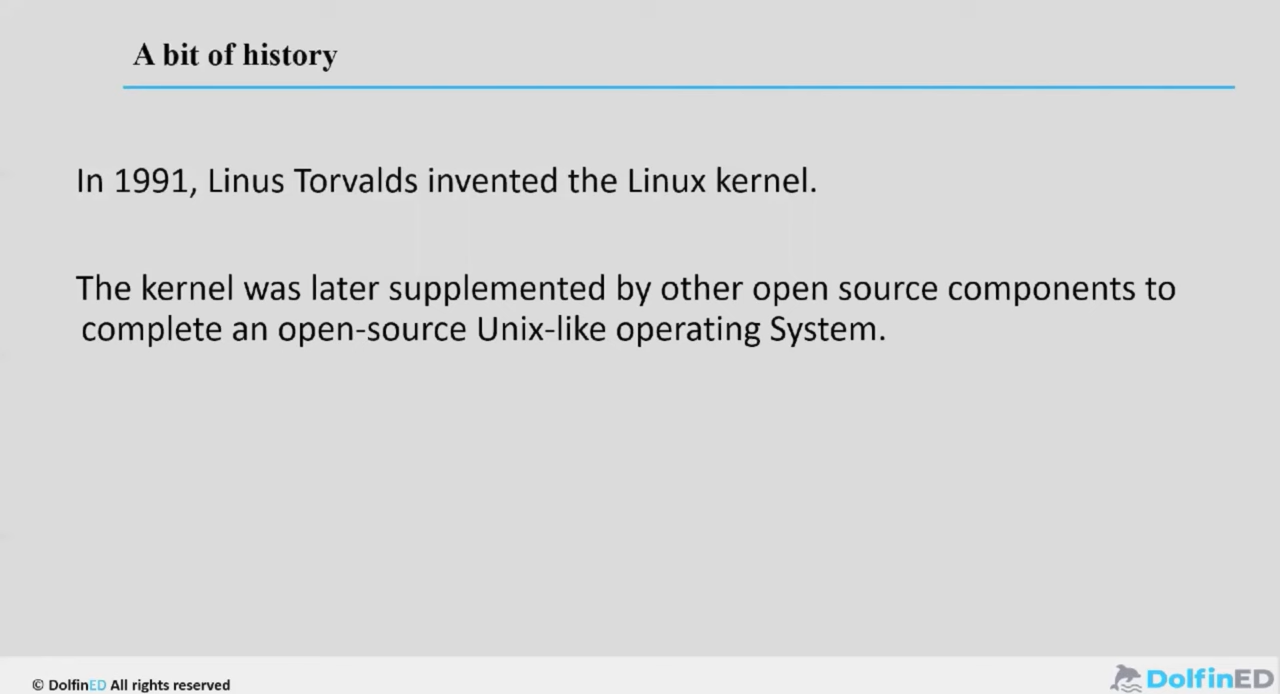 A bit of history
In 1991, Linus Torvalds invented the Linux kernel.
The kernel was later supplemented by other open source components to
complete an open-source Unix-like operating System.
© DolfinED All rights reserved
DolfinED